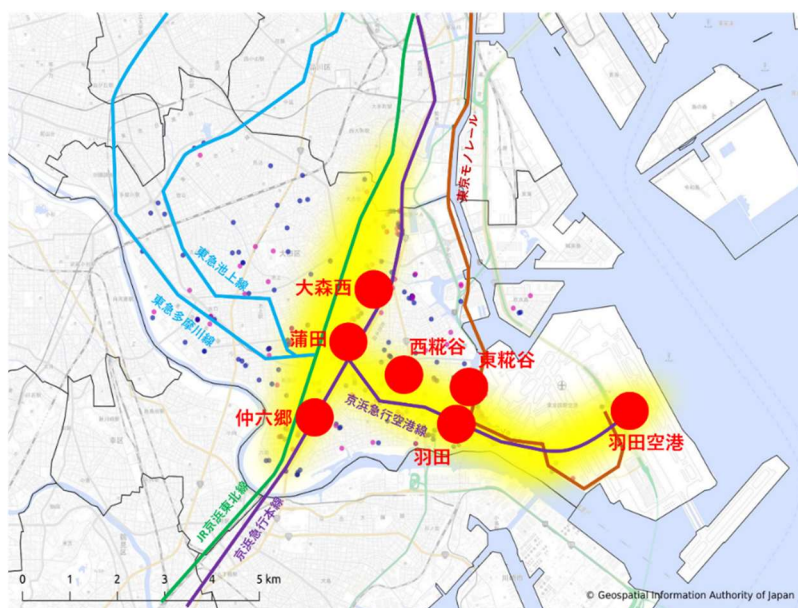 東京モノレール
東急池上線
東急多摩川線
大森西
蒲田
西糀谷
東糀谷
仲六郷
京浜急行空港線
羽田
羽田空港
JR京浜東北線
京浜急行本線
0 1 2 3 4 5 km
© Geospatial Information Authority of Japan